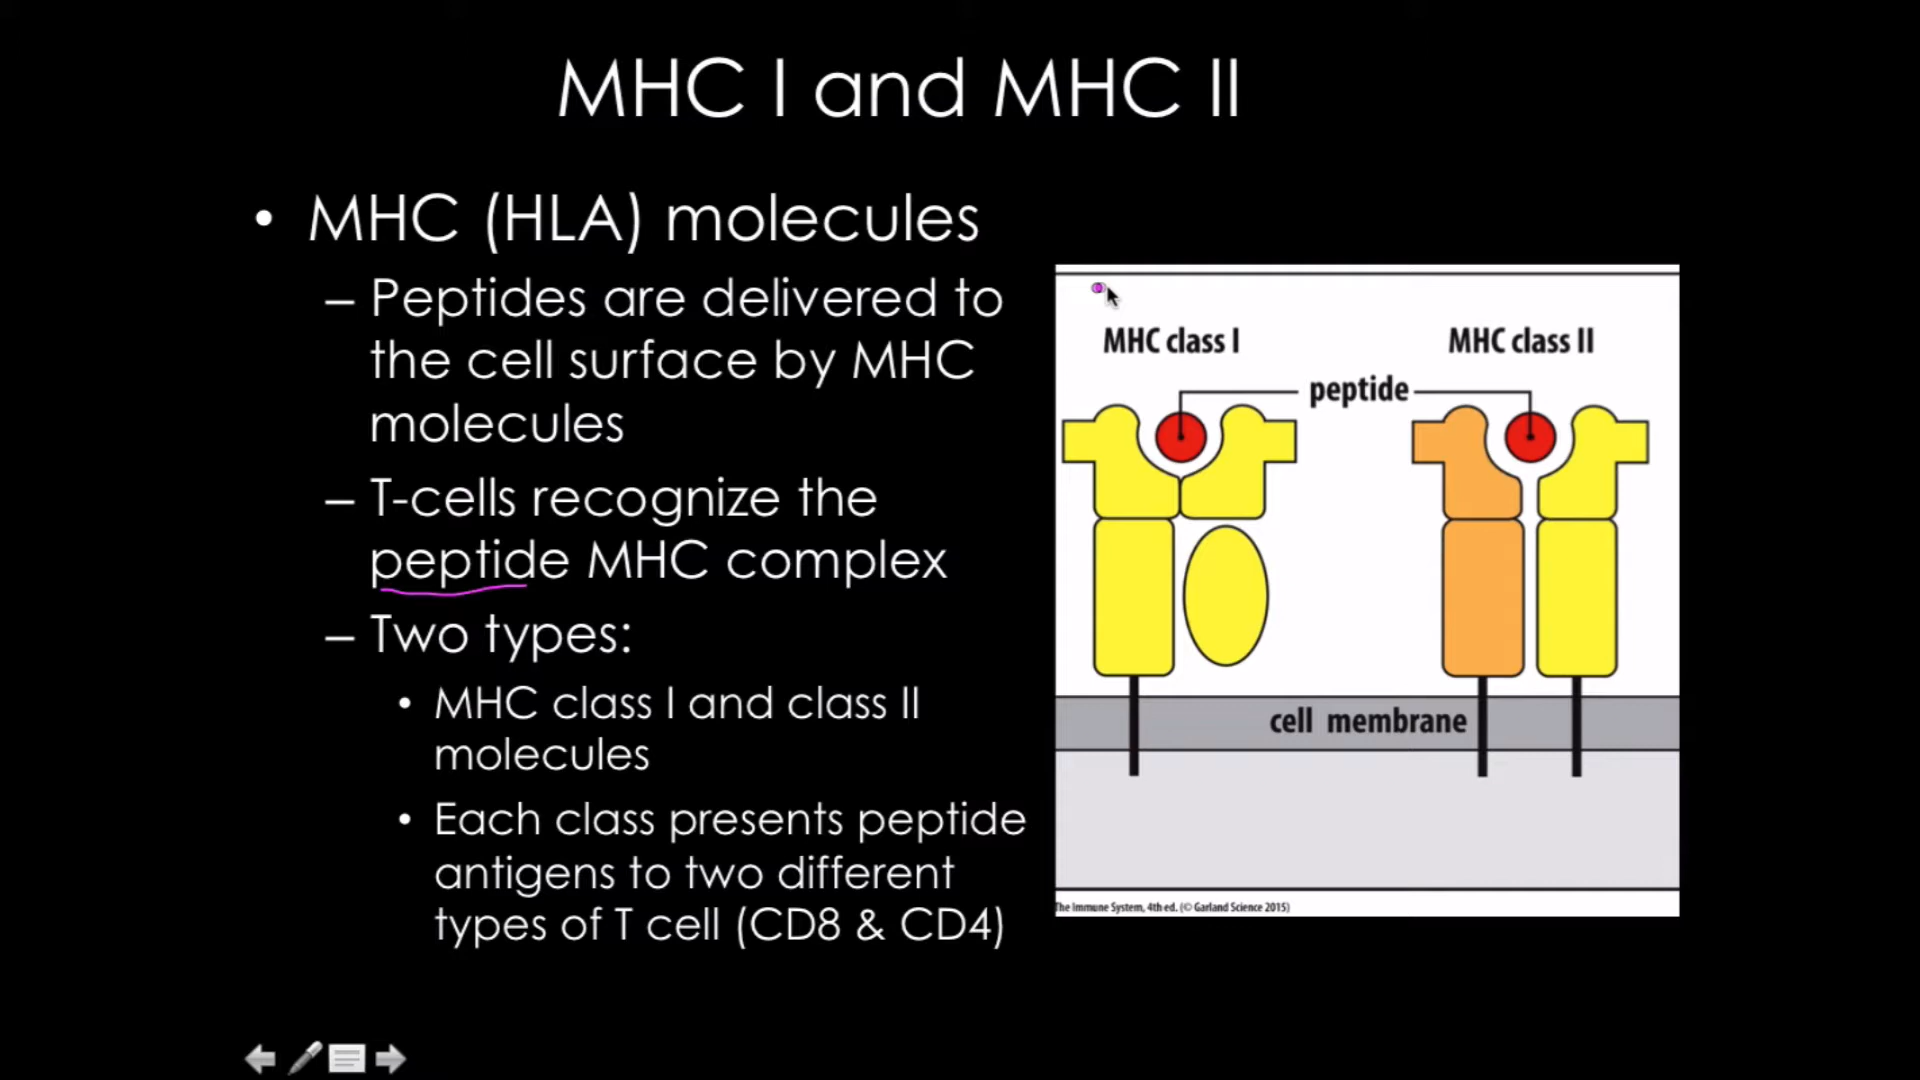 MHC I and MHC II
• MHC (HLA) molecules
– Peptides are delivered to
the cell surface by MHC
molecules
– T-cells recognize the
peptide MHC complex
– Two types:
• MHC class I and class II
molecules
• Each class presents peptide
antigens to two different
types of T cell (CD8 & CD4)
MHC class I
MHC class II
peptide
cell membrane
The Immune System, 4th ed. (© Garland Science 2015)